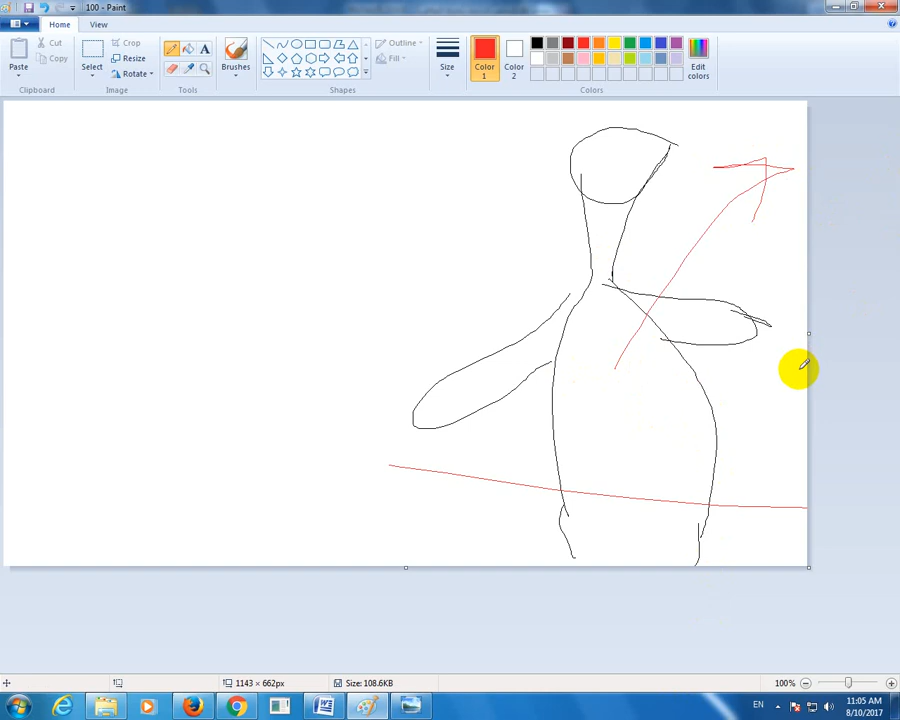 100 - Paint
Home
View
Paste
Cut
Copy
Clipboard
Select
Crop
Resize
Rotate
Image
A
Tools
Brushes
Shapes
Outline
Fill
Size
Color
1
Color
2
Edit
colors
Colors
1143 × 662px
Size: 108.6KB
100%
W
EN
11:05 AM
8/10/2017